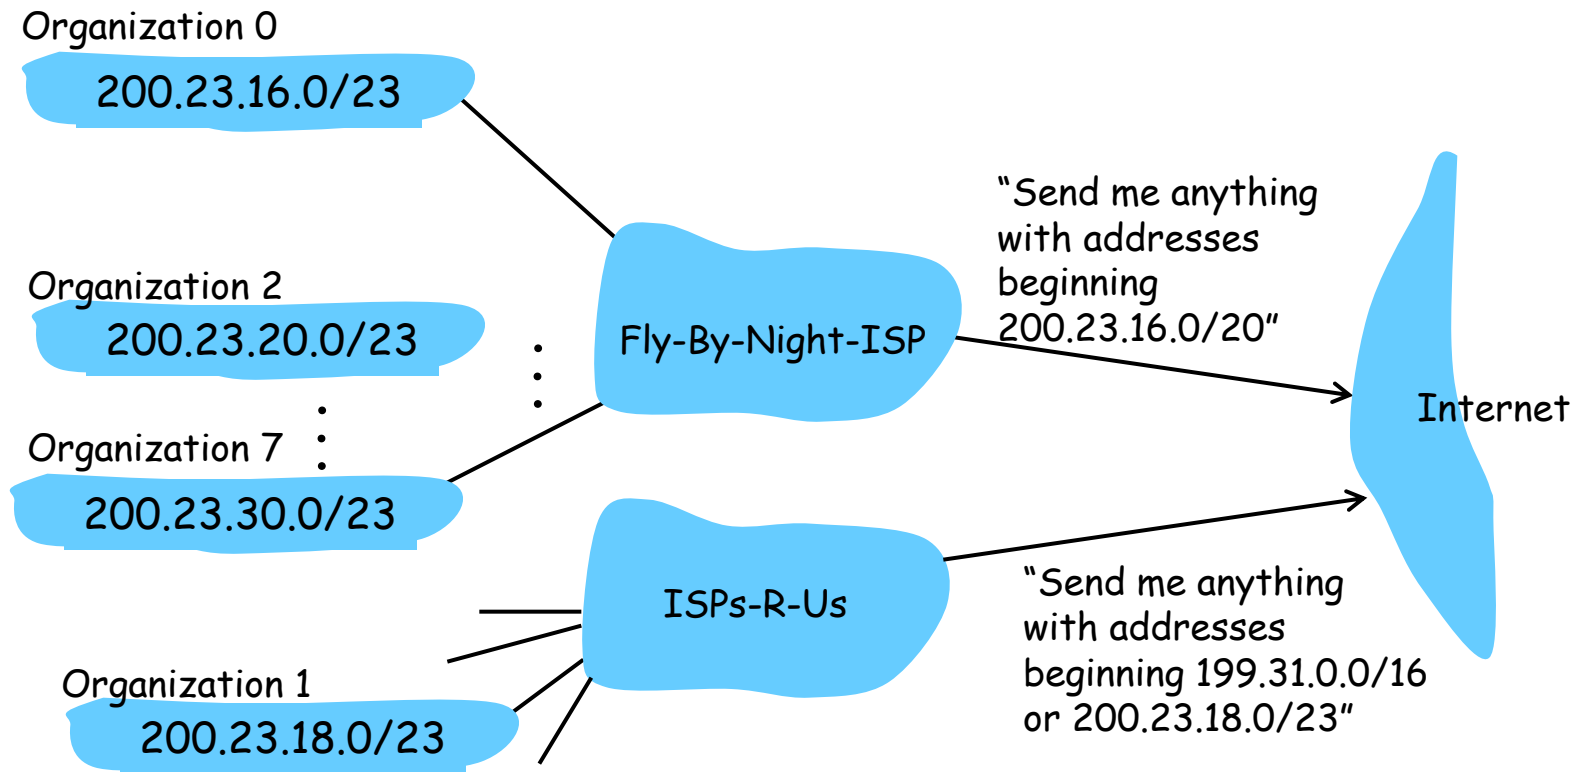 Organization 0
200.23.16.0/23
Organization 2
200.23.20.0/23
Organization 7
200.23.30.0/23
Fly-By-Night-ISP
“Send me anything
with addresses
beginning
200.23.16.0/20”
Internet
ISPs-R-Us
“Send me anything
with addresses
beginning 199.31.0.0/16
or 200.23.18.0/23”
Organization 1
200.23.18.0/23